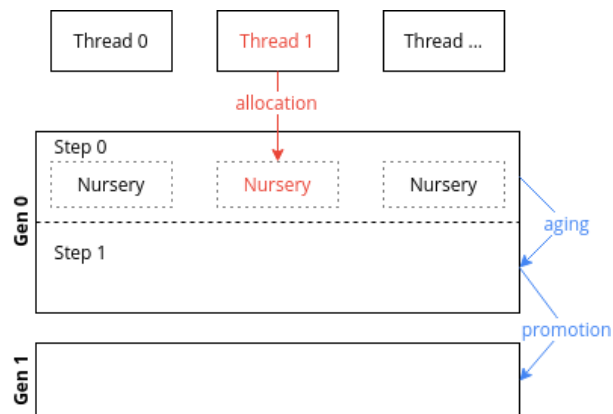 Thread 0
Thread 1
Thread ...
allocation
Gen 0
Step 0
Nursery
Nursery
Nursery
aging
Step 1
promotion
Gen 1